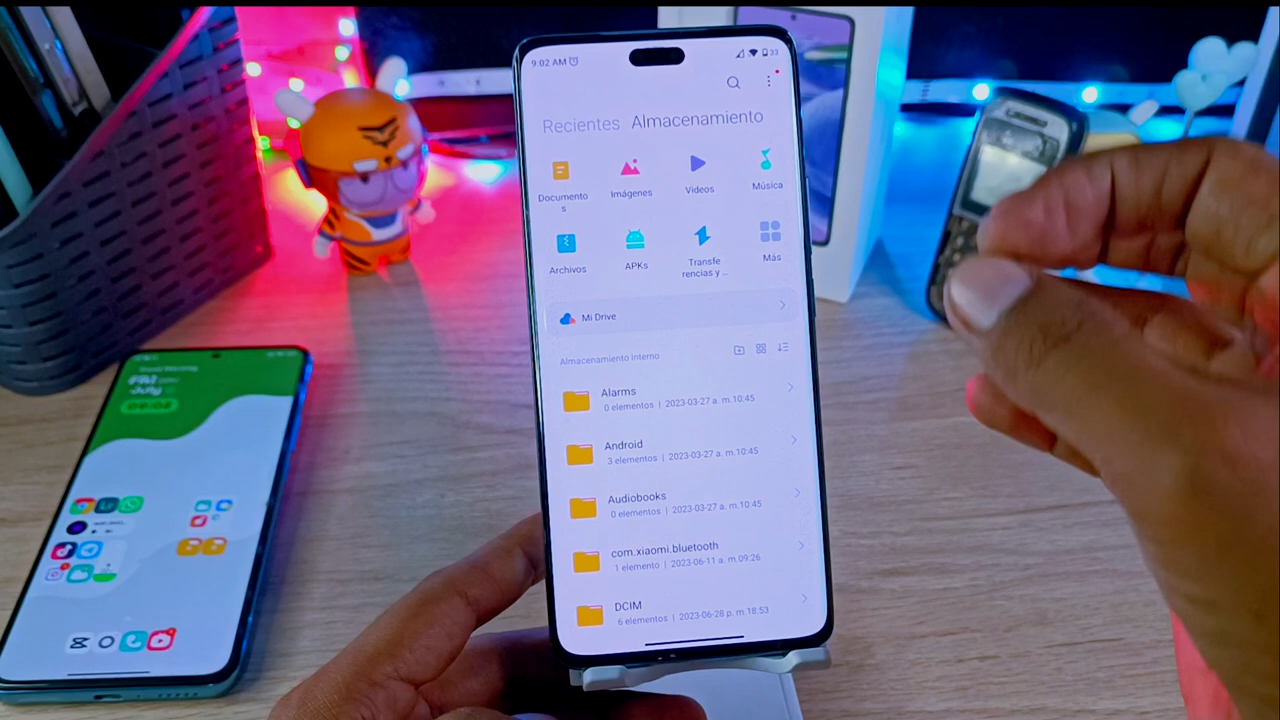 9:02 AM
33
Recientes Almacenamiento
Documentos
Imágenes
Videos
Música
Archivos
APKs
Transfe
rencias y ...
Más
Mi Drive
Almacenamiento interno
Alarms
0 elementos | 2023-03-27 a. m.10:45
Android
3 elementos | 2023-03-27 a. m.10:45
Audiobooks
0 elementos | 2023-03-27 a. m.10:45
com.xiaomi.bluetooth
1 elemento | 2023-06-11 a. m.09:26
DCIM
6 elementos | 2023-06-28 p. m.18:53